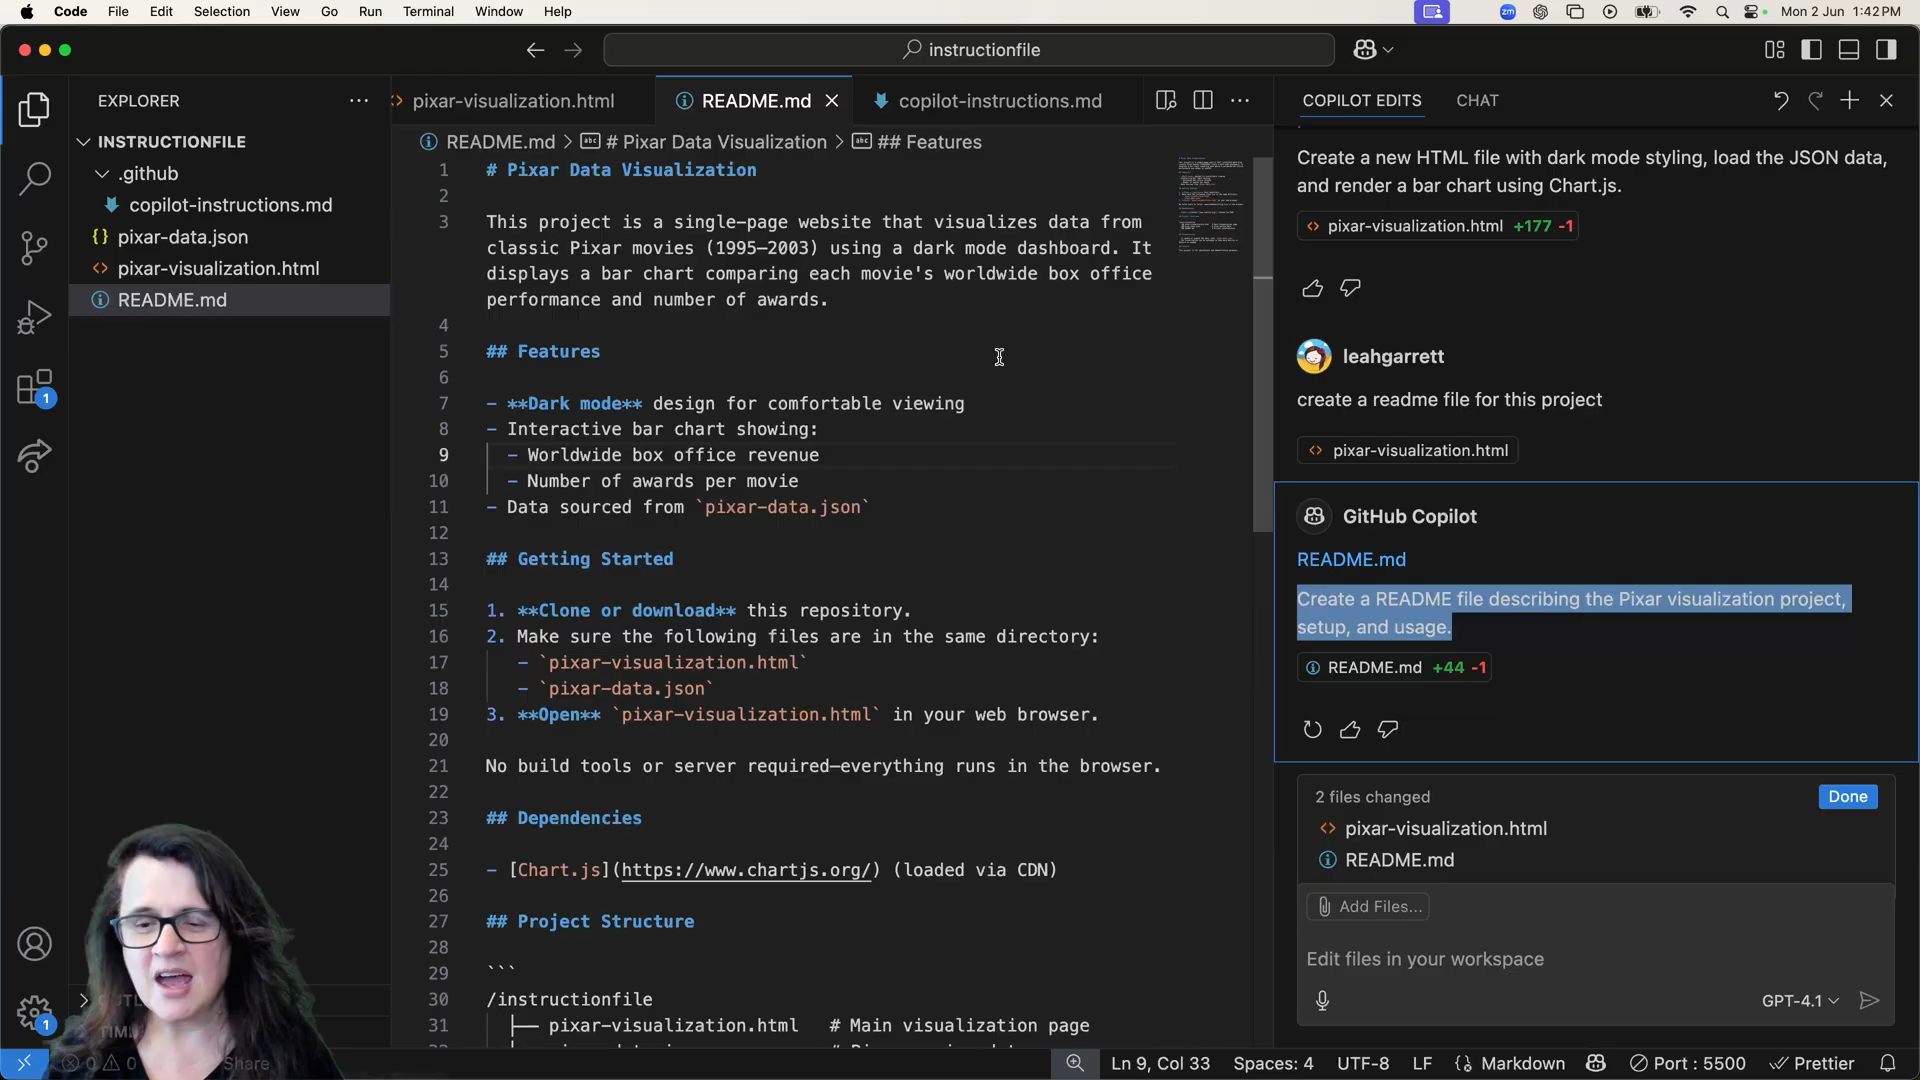 Code File Edit Selection View Go Run Terminal Window Help
zm
Mon 2 Jun 1:42 PM
instructionfile
EXPLORER
INSTRUCTIONFILE
.github
copilot-instructions.md
{} pixar-data.json
<> pixar-visualization.html
README.md
1
1
pixar-visualization.html
README.md
copilot-instructions.md
README.md > # Pixar Data Visualization > ## Features
1 # Pixar Data Visualization
2
3 This project is a single-page website that visualizes data from
classic Pixar movies (1995–2003) using a dark mode dashboard. It
displays a bar chart comparing each movie's worldwide box office
performance and number of awards.
4
5 ## Features
6
7 - **Dark mode** design for comfortable viewing
8 - Interactive bar chart showing:
9 - Worldwide box office revenue
10 - Number of awards per movie
11 - Data sourced from `pixar-data.json`
12
13 ## Getting Started
14
15 1. **Clone or download** this repository.
16 2. Make sure the following files are in the same directory:
17 - `pixar-visualization.html`
18 - `pixar-data.json`
19 3. **Open** `pixar-visualization.html` in your web browser.
20
21 No build tools or server required—everything runs in the browser.
22
23 ## Dependencies
24
25 - [Chart.js](https://www.chartjs.org/) (loaded via CDN)
26
27 ## Project Structure
28
29 ```
30 /instructionfile
31 ├── pixar-visualization.html # Main visualization page
COPILOT EDITS CHAT
Create a new HTML file with dark mode styling, load the JSON data,
and render a bar chart using Chart.js.
<> pixar-visualization.html +177 -1
leahgarrett
create a readme file for this project
<> pixar-visualization.html
GitHub Copilot
README.md
Create a README file describing the Pixar visualization project,
setup, and usage.
README.md +44 -1
2 files changed
Done
<> pixar-visualization.html
README.md
Add Files...
Edit files in your workspace
GPT-4.1
0 0 Share
Ln 9, Col 33 Spaces: 4 UTF-8 LF {} Markdown Port : 5500 Prettier